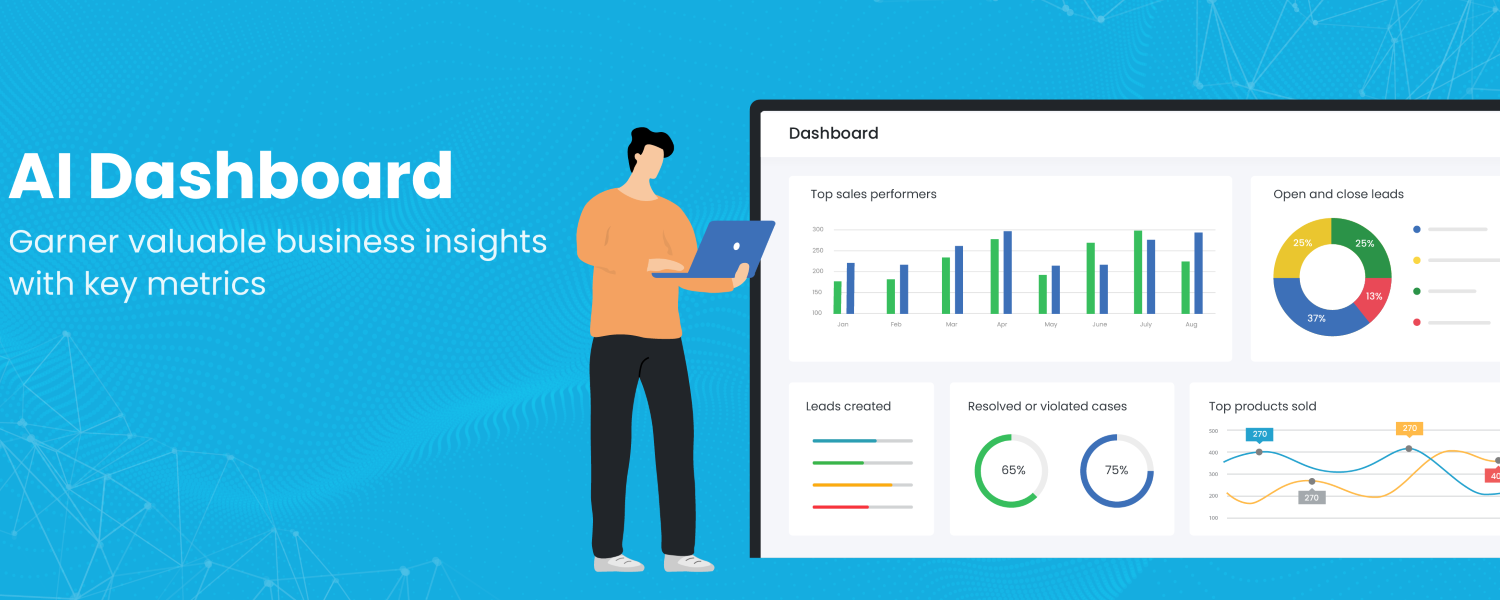 AI Dashboard
Garner valuable business insights
with key metrics
Dashboard
Top sales performers
300
250
200
150
100
Jan Feb Mar Apr May June July Aug
Open and close leads
25% 25%
13%
37%
Leads created
Resolved or violated cases
65% 75%
Top products sold
500
400
300
200
100
270
270
270
40